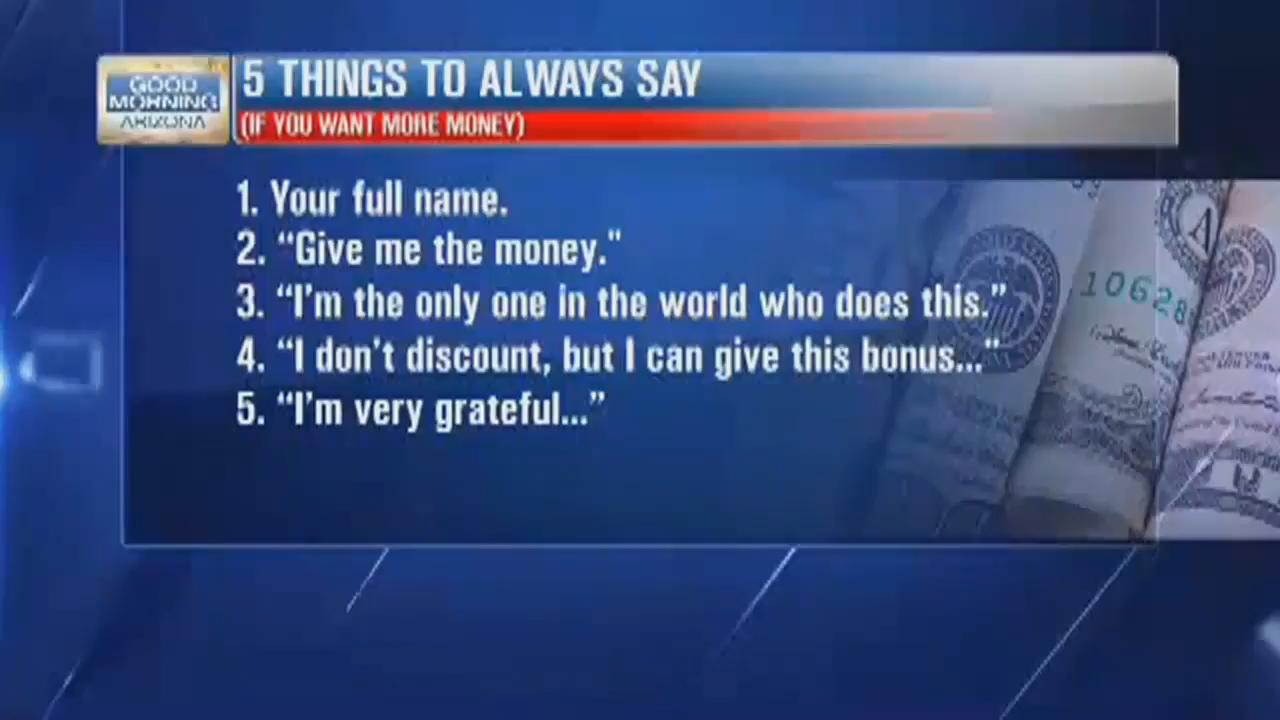 GOOD
MORNING
ARIZONA
5 THINGS TO ALWAYS SAY
(IF YOU WANT MORE MONEY)
1. Your full name.
2. “Give me the money."
3. “I’m the only one in the world who does this.”
4. “I don’t discount, but I can give this bonus...”
5. “I’m very grateful...”
10628